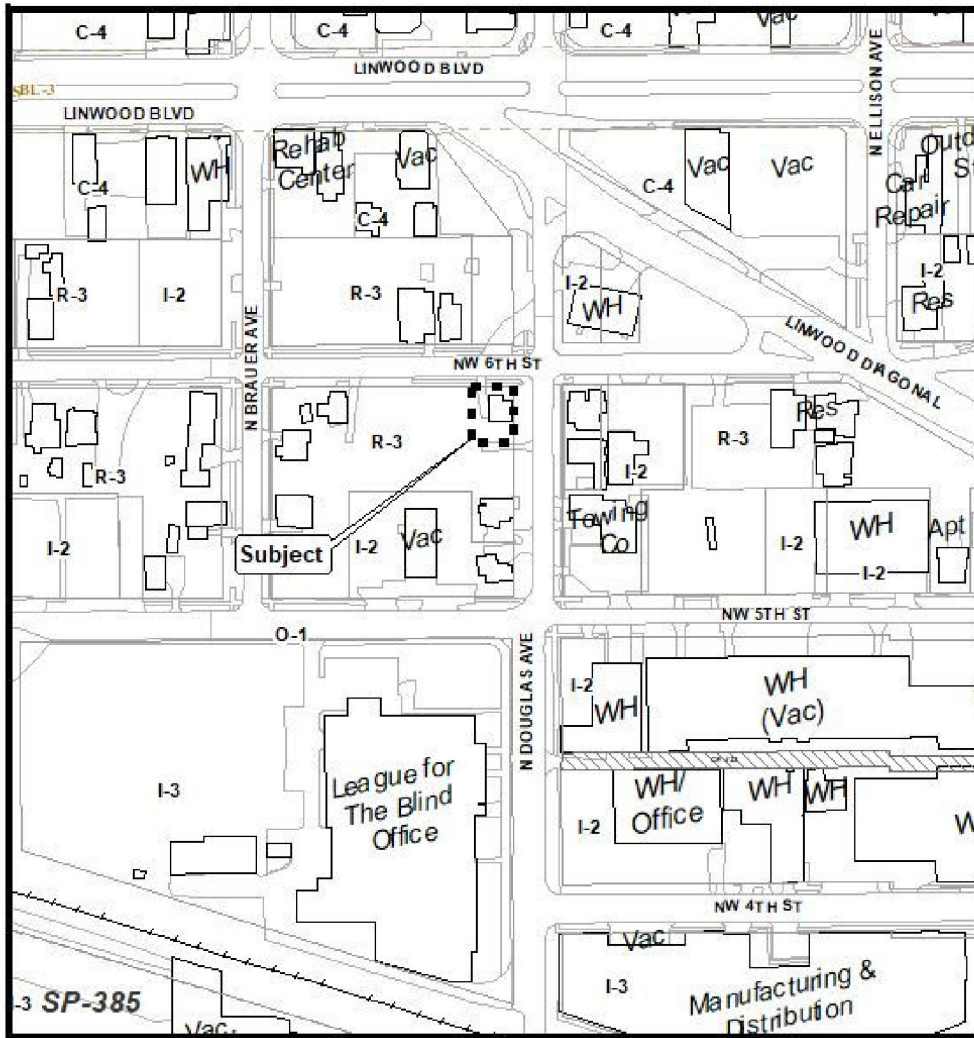 C-4
C-4
C-4
Vac
LINWOOD BLVD
SBL-3
LINWOOD BLVD
N ELLISON AVE
WH
C-4
Rehab
Center
Vac
C-4
C-4
Vac
Vac
Car
Repair
R-3
I-2
R-3
I-2
WH
I-2
Res
LINWOOD DIAGONAL
N BRAUER AVE
NW 6TH ST
R-3
R-3
I-2
R-3
Res
I-2
Subject
I-2
Vac
Towing
Co
I-2
WH
I-2
Apt
NW 5TH ST
O-1
N DOUGLAS AVE
I-2
WH
WH
(Vac)
I-3
League for
The Blind
Office
I-2
WH/
Office
WH
WH
NW 4TH ST
-3 SP-385
Vac
Vac
I-3
Manufacturing &
Distribution